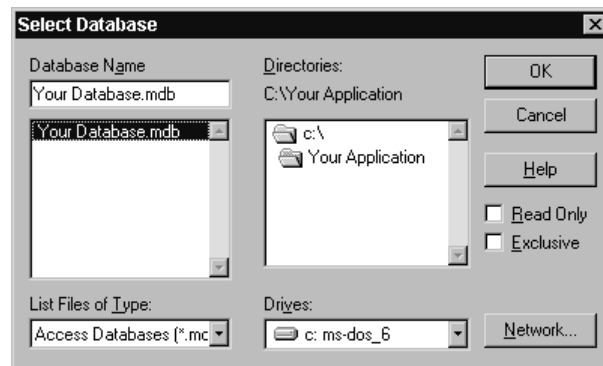 Select Database
Database Name
Your Database.mdb
Your Database.mdb
List Files of Type:
Access Databases (*.mc
Directories:
C:\Your Application
c:\
Your Application
Drives:
c: ms-dos_6
OK
Cancel
Help
Read Only
Exclusive
Network...